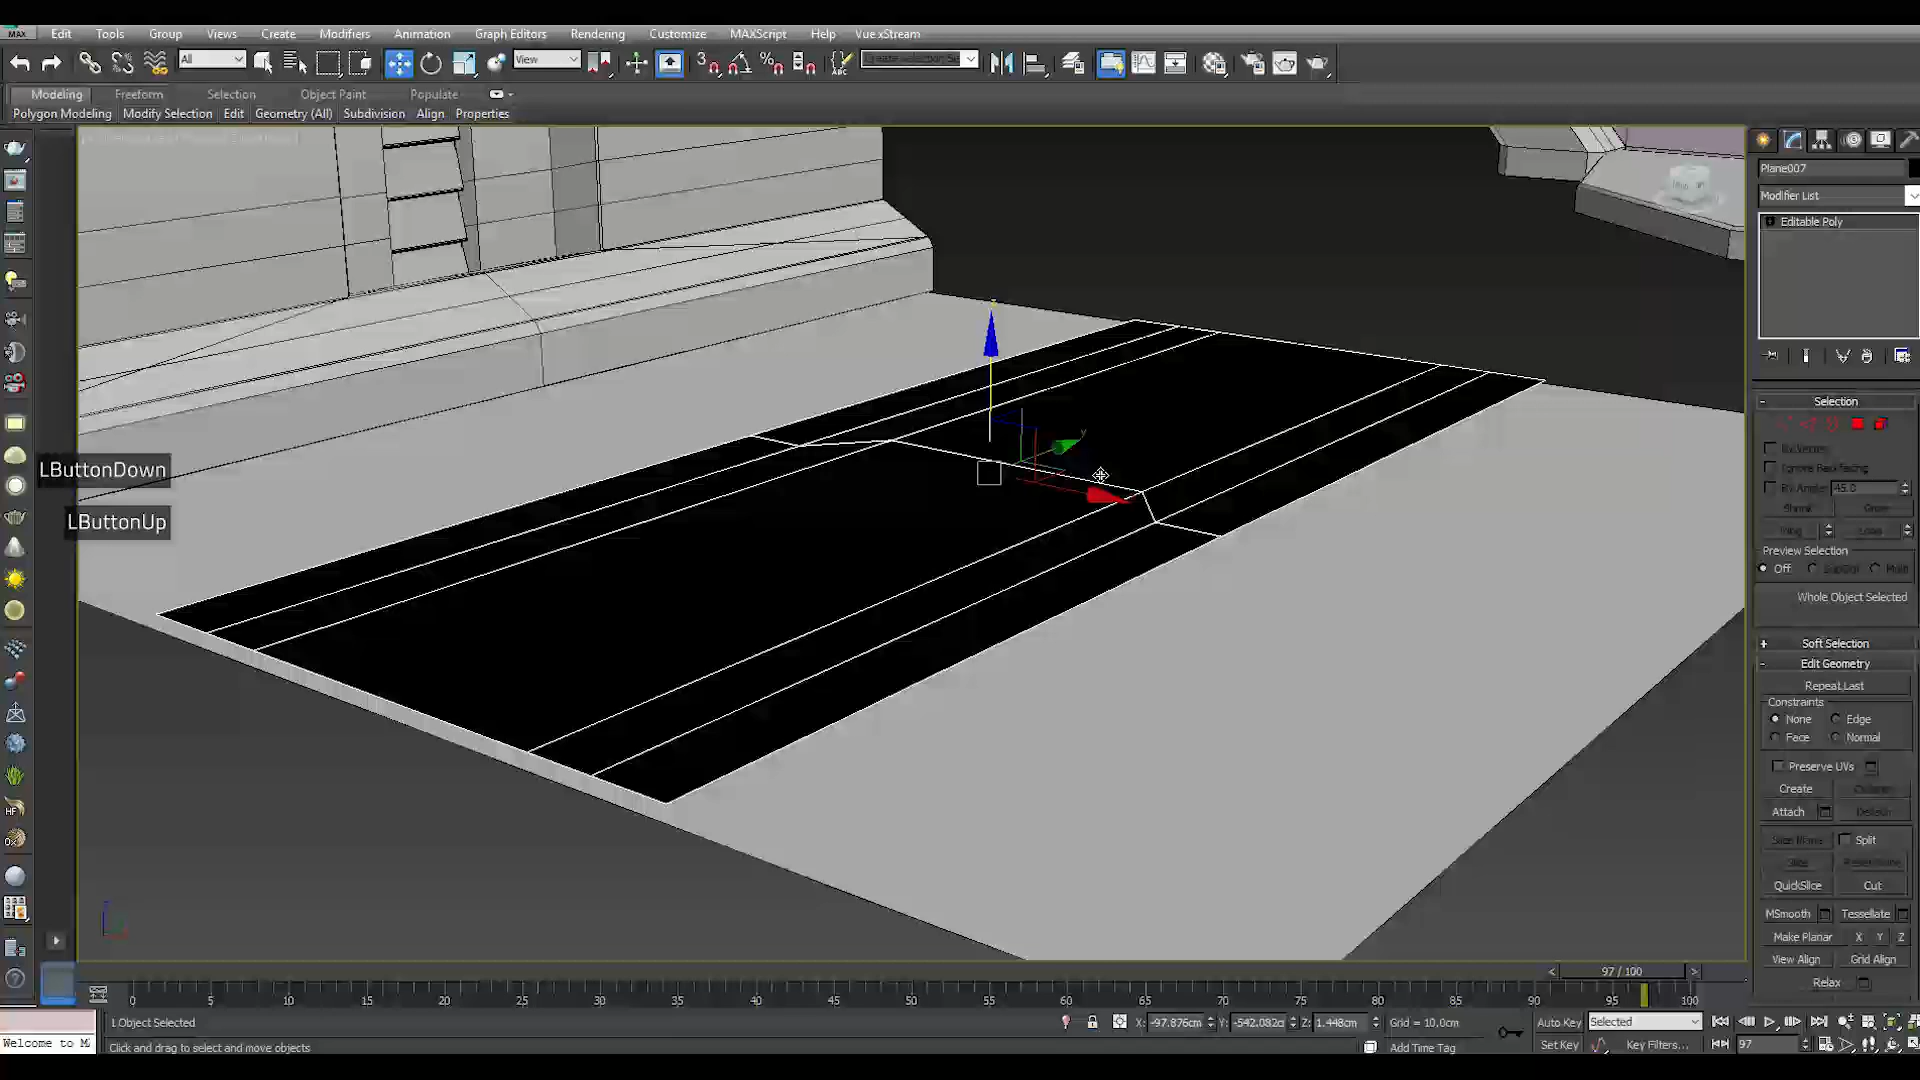 MAX Edit Tools Group Views Create Modifiers Animation Graph Editors Rendering Customize MAXScript Help Vue xStream
All View 3 ABC
Modeling Freeform Selection Object Paint Populate
Polygon Modeling Modify Selection Edit Geometry (All) Subdivision Align Properties
Plane007
Modifier List
Editable Poly
Selection
45.0
Preview Selection
Off
Whole Object Selected
Soft Selection
Edit Geometry
Repeat Last
Constraints
None Edge
Face Normal
Preserve UVs
Create
Attach
Split
QuickSlice Cut
MSmooth Tessellate
Make Planar X Y Z
View Align Grid Align
Relax
LButtonDown
LButtonUp
HF
97 / 100
0 5 10 15 20 25 30 35 40 45 50 55 60 65 70 75 80 85 90 95 100
1 Object Selected X: -97.876cm Y: -542.082c Z: 1.448cm Grid = 10.0cm Auto Key Selected
Welcome to M Click and drag to select and move objects Add Time Tag Set Key Key Filters... 97